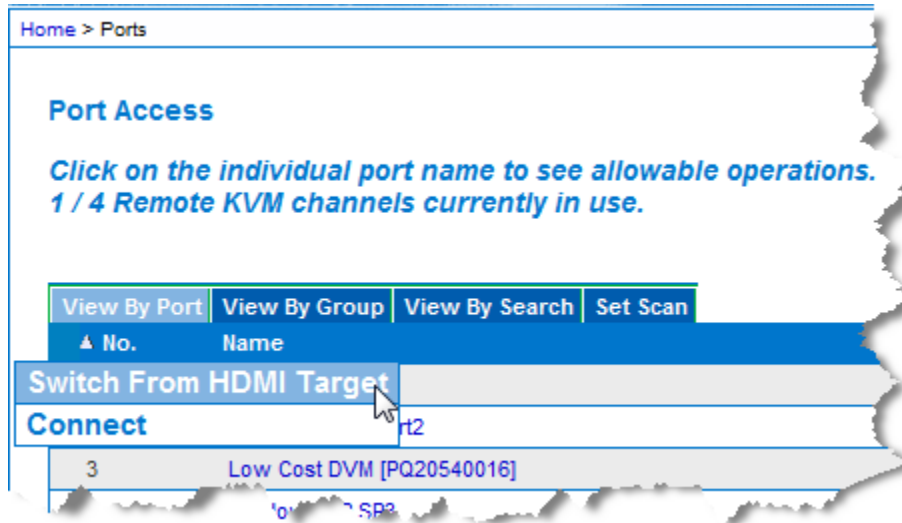 Home > Ports
Port Access
Click on the individual port name to see allowable operations.
1 / 4 Remote KVM channels currently in use.
View By Port View By Group View By Search Set Scan
▲ No. Name
Switch From HDMI Target
Connect
rt2
3 Low Cost DVM [PQ20540016]
SP3